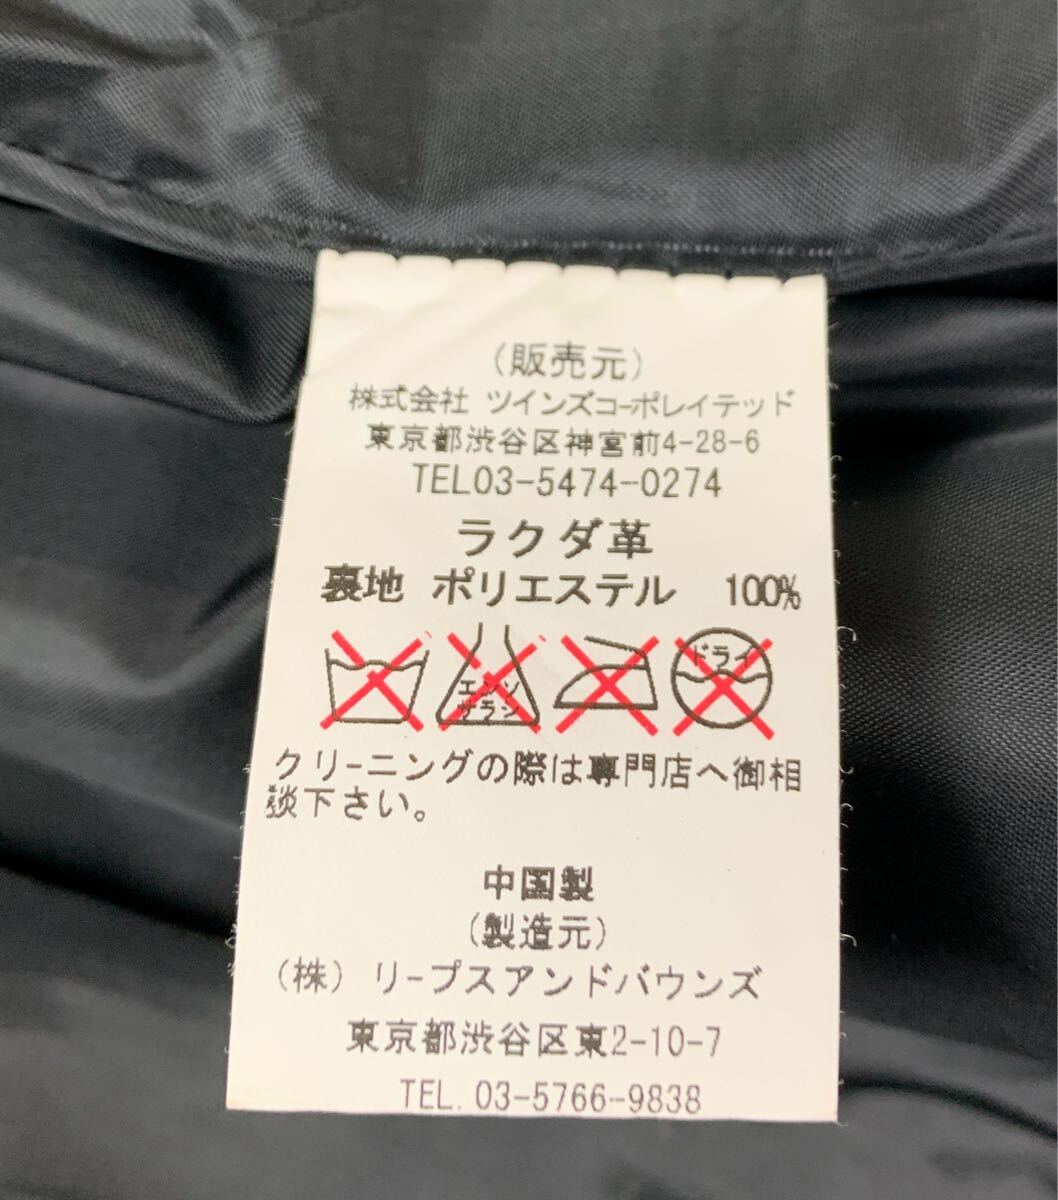 (販売元)
株式会社 ツインズコーポレイテッド
東京都渋谷区神宮前4-28-6
TEL03-5474-0274
ラクダ革
裏地 ポリエステル 100%
エンソ
サラシ
ドライ
クリーニングの際は専門店へ御相
談下さい。
中国製
(製造元)
(株) リープスアンドバウンズ
東京都渋谷区東2-10-7
TEL. 03-5766-9838